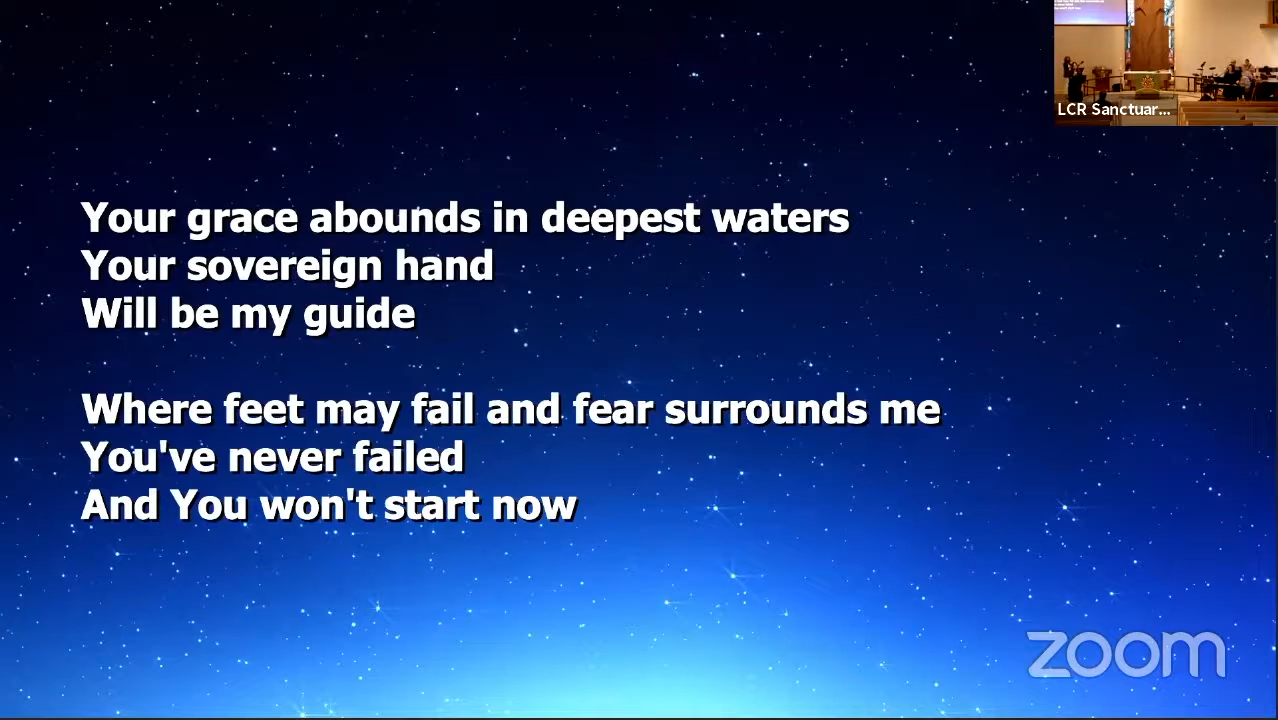 LCR Sanctuar...
Your grace abounds in deepest waters
Your sovereign hand
Will be my guide
Where feet may fail and fear surrounds me
You've never failed
And You won't start now
zoom